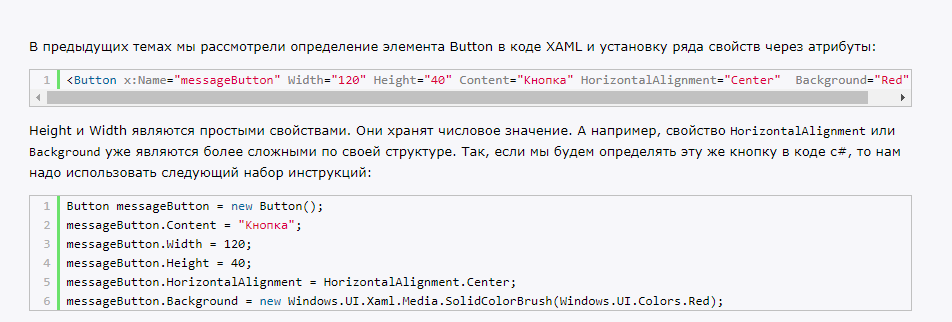 В предыдущих темах мы рассмотрели определение элемента Button в коде XAML и установку ряда свойств через атрибуты:
1 <Button x:Name="messageButton" Width="120" Height="40" Content="Кнопка" HorizontalAlignment="Center"  Background="Red"
Height и Width являются простыми свойствами. Они хранят числовое значение. А например, свойство HorizontalAlignment или
Background уже являются более сложными по своей структуре. Так, если мы будем определять эту же кнопку в коде c#, то нам
надо использовать следующий набор инструкций:
1 Button messageButton = new Button();
2 messageButton.Content = "Кнопка";
3 messageButton.Width = 120;
4 messageButton.Height = 40;
5 messageButton.HorizontalAlignment = HorizontalAlignment.Center;
6 messageButton.Background = new Windows.UI.Xaml.Media.SolidColorBrush(Windows.UI.Colors.Red);